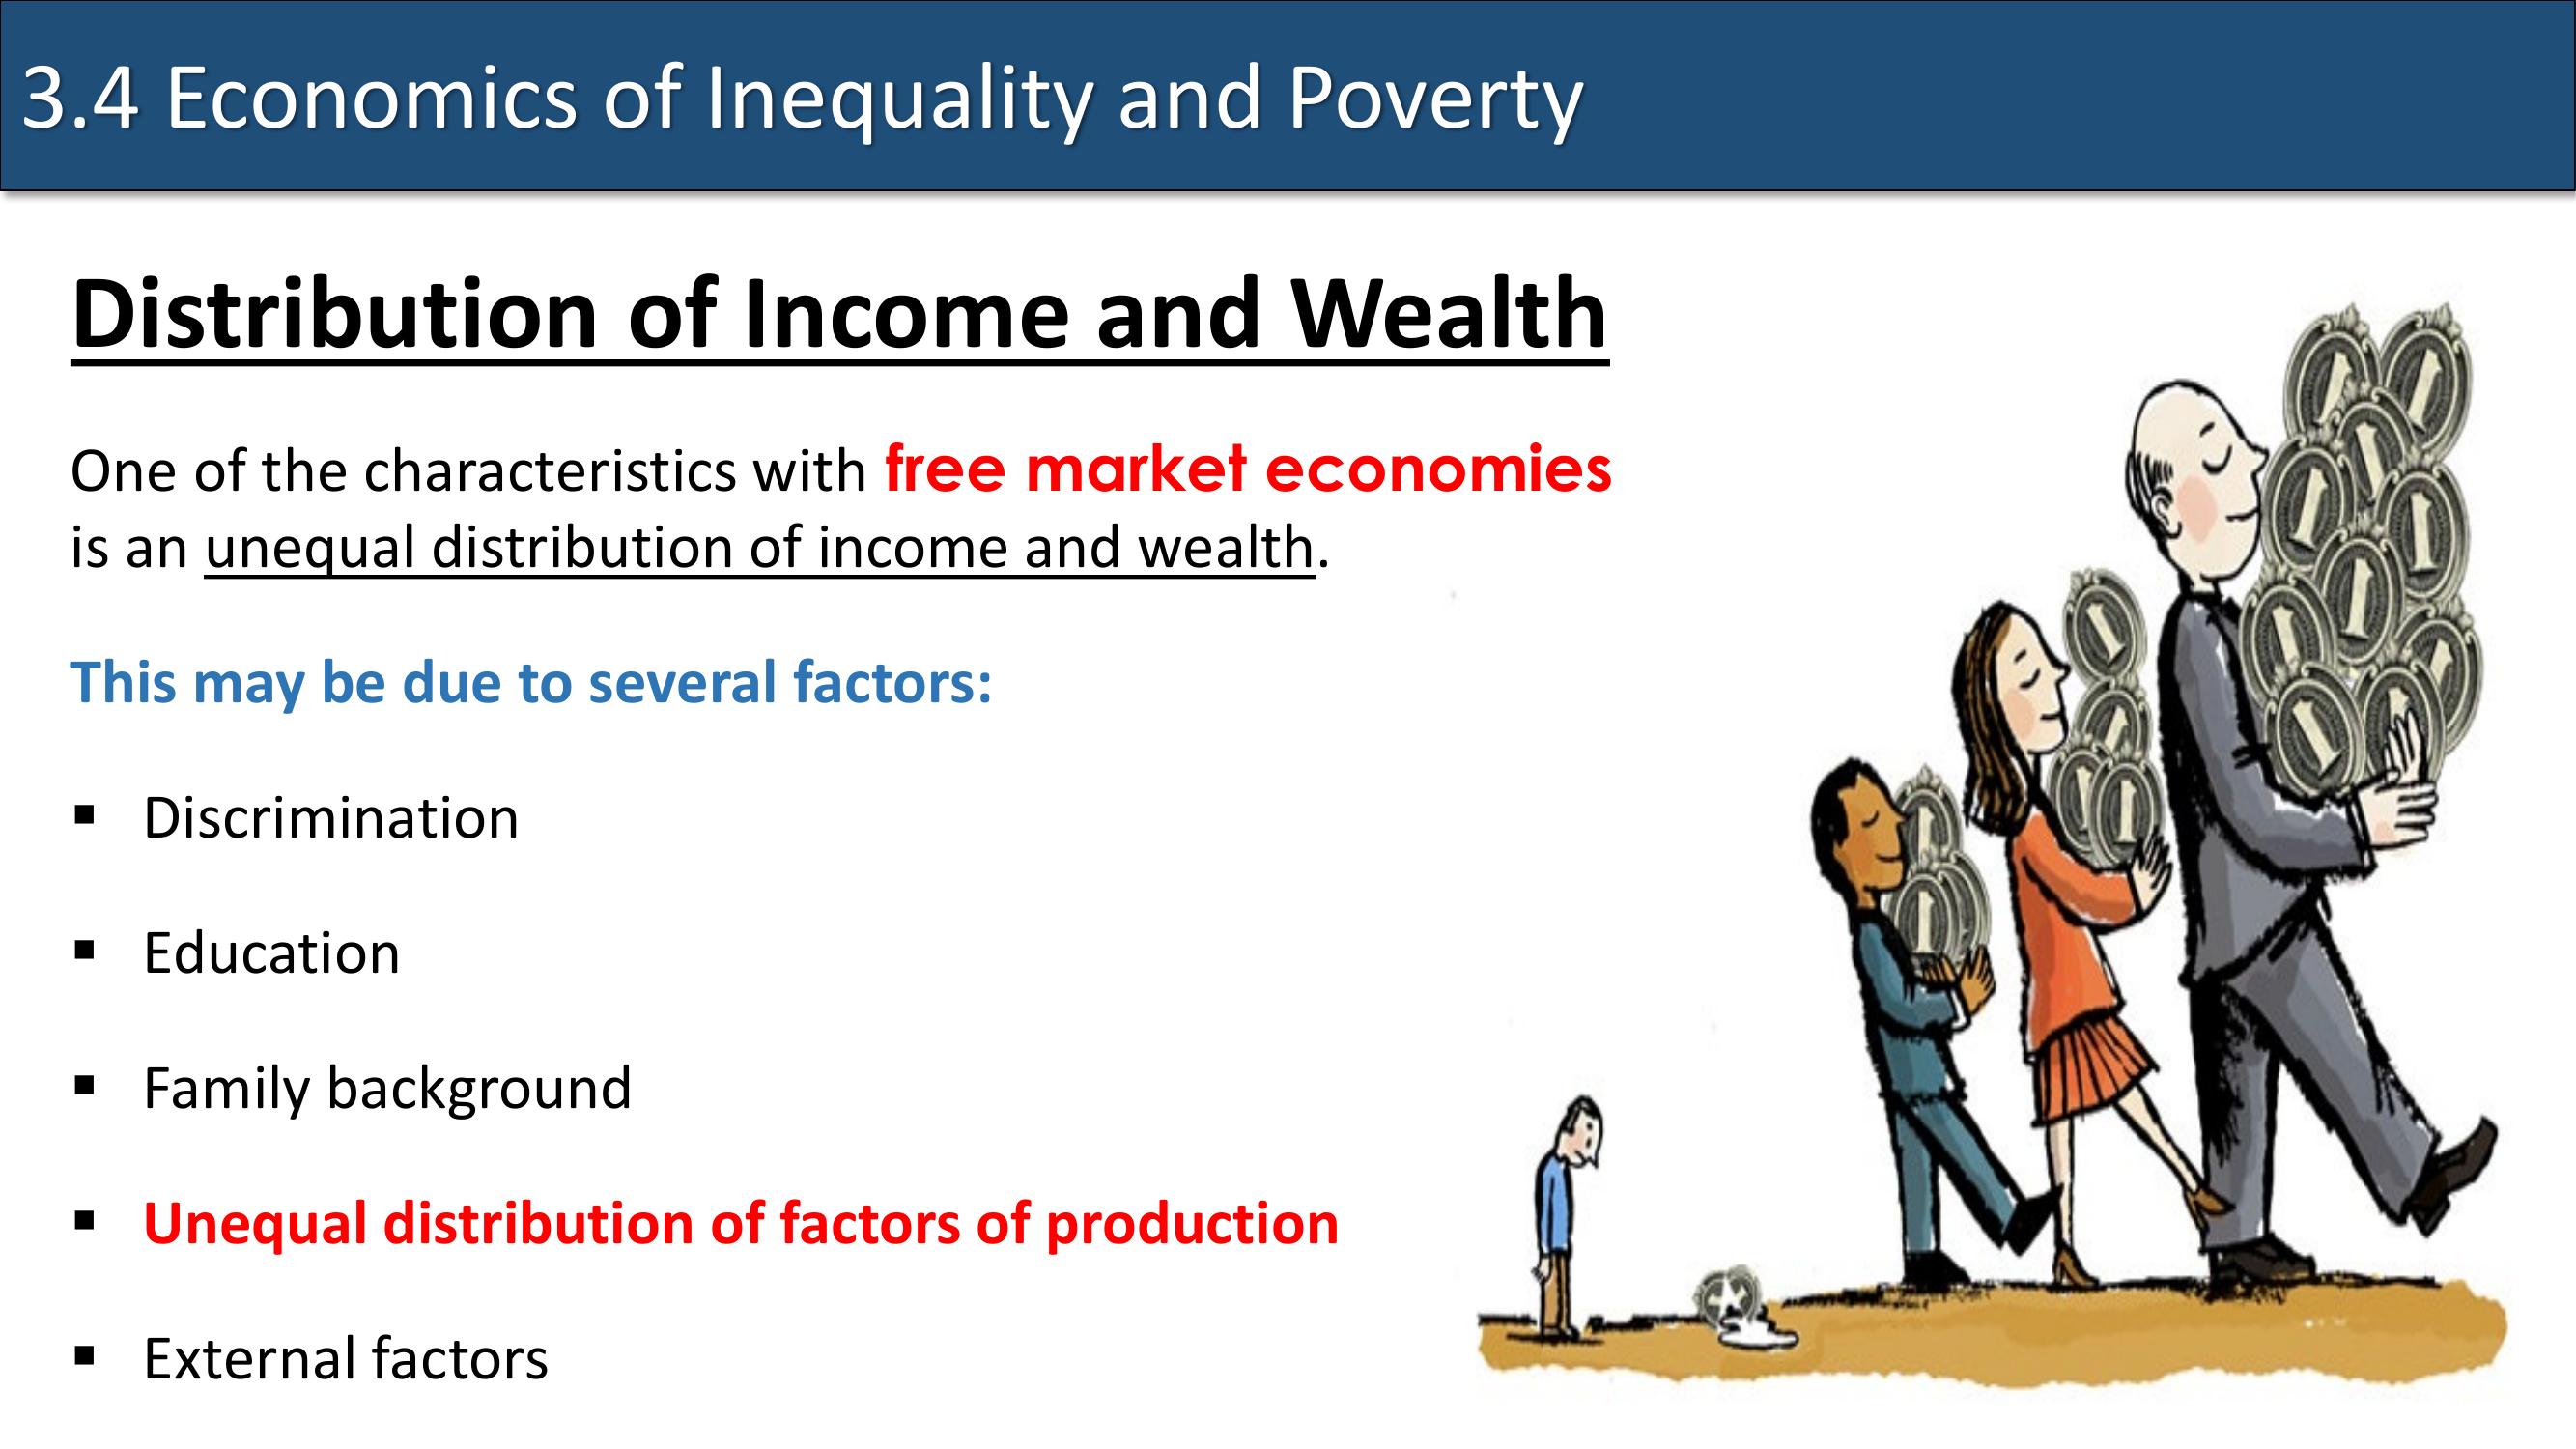 3.4 Economics of Inequality and Poverty
Distribution of Income and Wealth
One of the characteristics with free market economies
is an unequal distribution of income and wealth.
This may be due to several factors:
▪ Discrimination
▪ Education
▪ Family background
▪ Unequal distribution of factors of production
▪ External factors